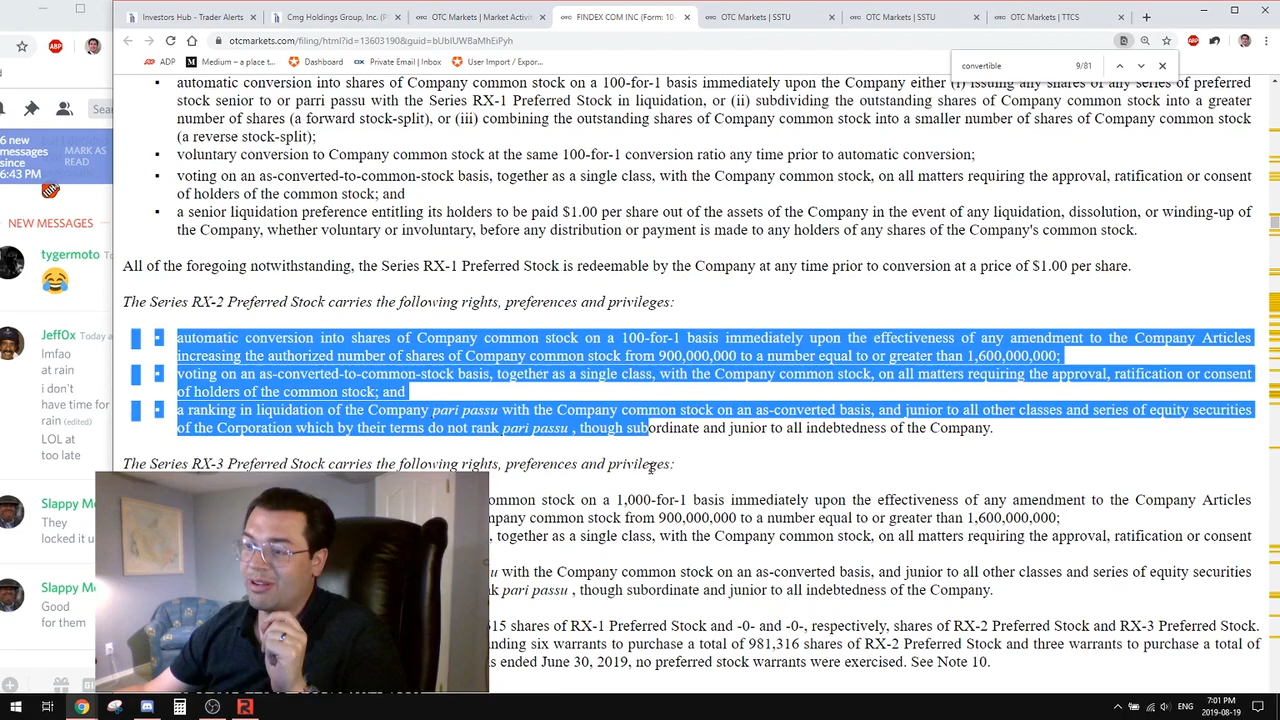 Investors Hub - Trader Alerts
Cmg Holdings Group, Inc. (P
OTC Markets | Market Activit
FINDEX COM INC (Form: 10-
OTC Markets | SSTU
OTC Markets | SSTU
OTC Markets | TTCS
otcmarkets.com/filing/html?id=13603190&guid=bUbIUWBaMhEiPyh
ABP
ADP
Medium – a place t...
Dashboard
Private Email | Inbox
User Import / Expor...
convertible
9/81
Sea
6 new
messages
since
6:43 PM
MARK AS
READ
NEW MESSAGES
tygermoto
To
Jeff0x Today a
lmfao
at rain
i don't
have time for
rain (edited)
LOL at
too late
Slappy Me
They
locked it u
Slappy Me
Good
for them
automatic conversion into shares of Company common stock on a 100-for-1 basis immediately upon the Company either (i) issuing any shares of any series of preferred
stock senior to or parri passu with the Series RX-1 Preferred Stock in liquidation, or (ii) subdividing the outstanding shares of Company common stock into a greater
number of shares (a forward stock-split), or (iii) combining the outstanding shares of Company common stock into a smaller number of shares of Company common stock
(a reverse stock-split);
voluntary conversion to Company common stock at the same 100-for-1 conversion ratio any time prior to automatic conversion;
voting on an as-converted-to-common-stock basis, together as a single class, with the Company common stock, on all matters requiring the approval, ratification or consent
of holders of the common stock; and
a senior liquidation preference entitling its holders to be paid $1.00 per share out of the assets of the Company in the event of any liquidation, dissolution, or winding-up of
the Company, whether voluntary or involuntary, before any distribution or payment is made to any holders of any shares of the Company's common stock.
All of the foregoing notwithstanding, the Series RX-1 Preferred Stock is redeemable by the Company at any time prior to conversion at a price of $1.00 per share.
The Series RX-2 Preferred Stock carries the following rights, preferences and privileges:
automatic conversion into shares of Company common stock on a 100-for-1 basis immediately upon the effectiveness of any amendment to the Company Articles
increasing the authorized number of shares of Company common stock from 900,000,000 to a number equal to or greater than 1,600,000,000;
voting on an as-converted-to-common-stock basis, together as a single class, with the Company common stock, on all matters requiring the approval, ratification or consent
of holders of the common stock; and
a ranking in liquidation of the Company pari passu with the Company common stock on an as-converted basis, and junior to all other classes and series of equity securities
of the Corporation which by their terms do not rank pari passu , though subordinate and junior to all indebtedness of the Company.
The Series RX-3 Preferred Stock carries the following rights, preferences and privileges:
ommon stock on a 1,000-for-1 basis immediately upon the effectiveness of any amendment to the Company Articles
mpany common stock from 900,000,000 to a number equal to or greater than 1,600,000,000;
, together as a single class, with the Company common stock, on all matters requiring the approval, ratification or consent
with the Company common stock on an as-converted basis, and junior to all other classes and series of equity securities
nk pari passu , though subordinate and junior to all indebtedness of the Company.
515 shares of RX-1 Preferred Stock and -0- and -0-, respectively, shares of RX-2 Preferred Stock and RX-3 Preferred Stock.
nding six warrants to purchase a total of 981,316 shares of RX-2 Preferred Stock and three warrants to purchase a total of
s ended June 30, 2019, no preferred stock warrants were exercised. See Note 10.
ENG
7:01 PM
2019-08-19